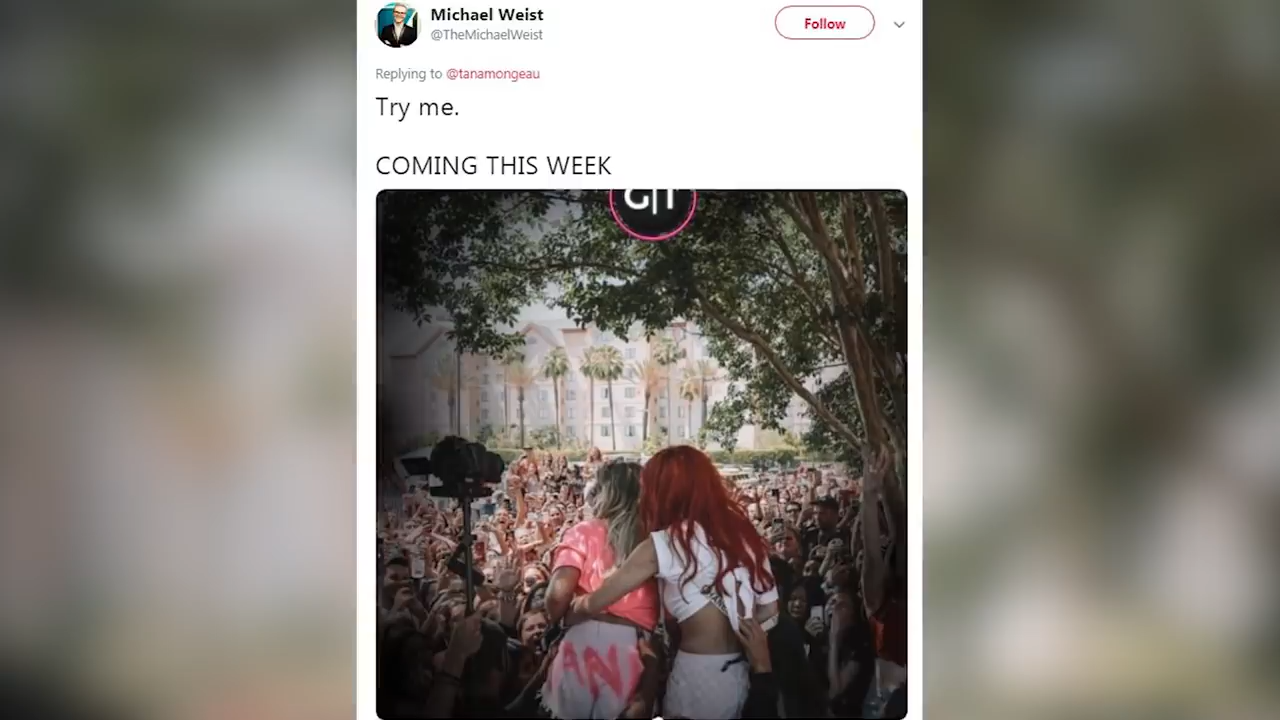 Michael Weist
@TheMichaelWeist
Follow
Replying to @tanamongeau
Try me.
COMING THIS WEEK